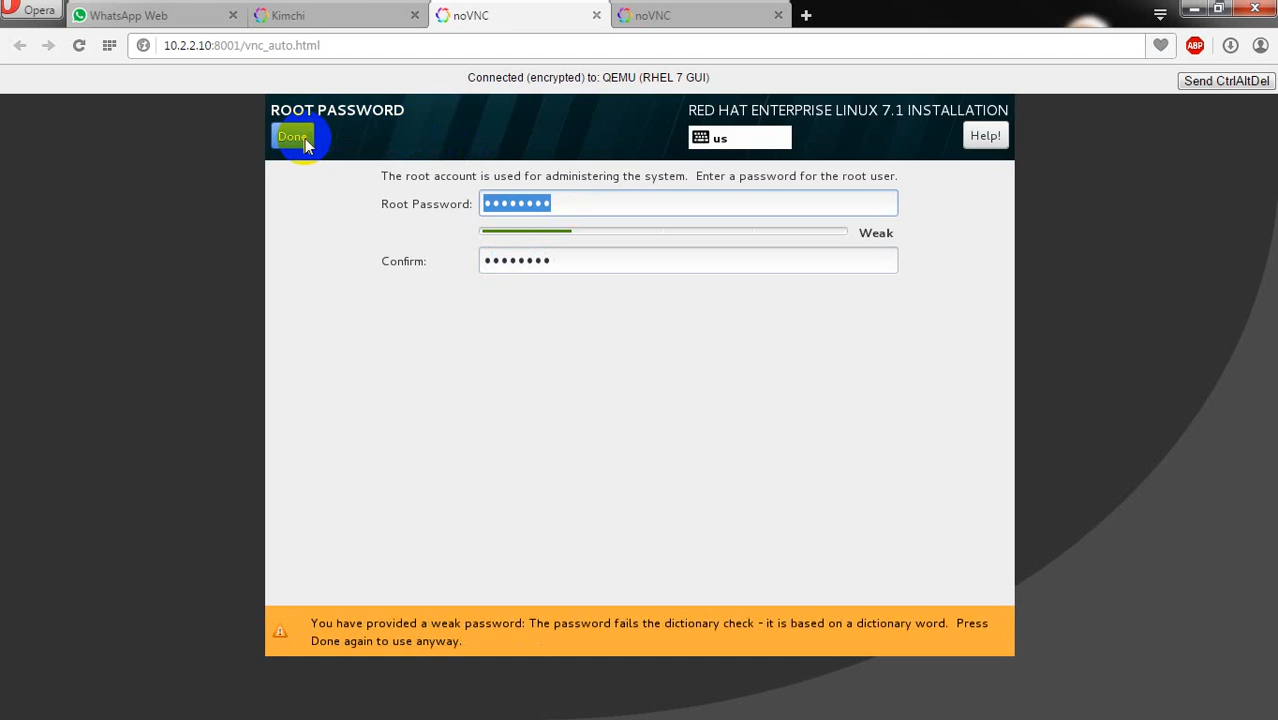 Opera
WhatsApp Web
Kimchi
noVNC
noVNC
10.2.2.10:8001/vnc_auto.html
ABP
Connected (encrypted) to: QEMU (RHEL 7 GUI)
Send CtrlAltDel
ROOT PASSWORD
RED HAT ENTERPRISE LINUX 7.1 INSTALLATION
Done
us
Help!
The root account is used for administering the system. Enter a password for the root user.
Root Password: ••••••••
Weak
Confirm: ••••••••
You have provided a weak password: The password fails the dictionary check - it is based on a dictionary word. Press
Done again to use anyway.